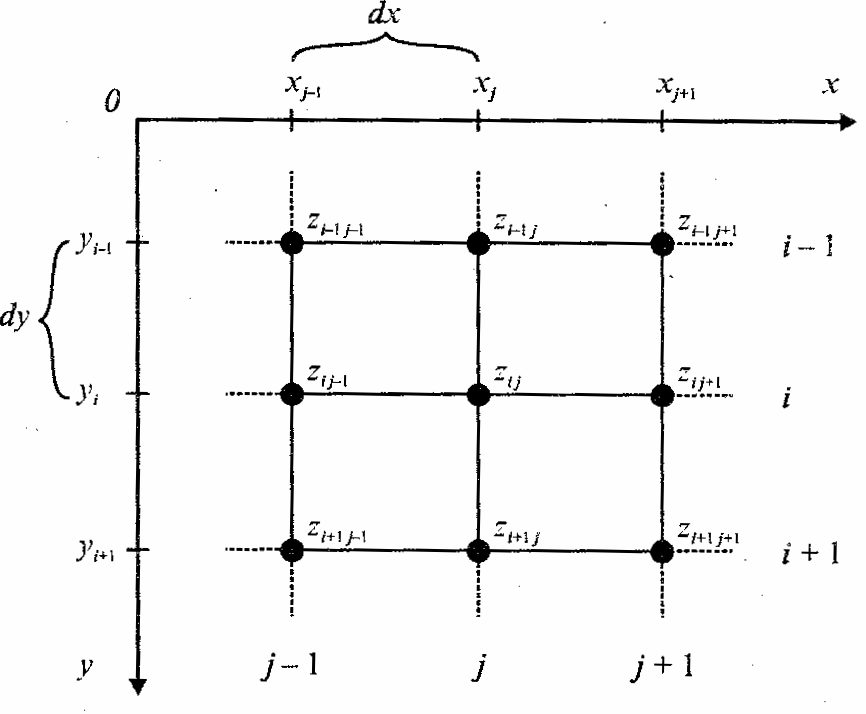 dx
0 x_{j-1} x_j x_{j+1} x
y_{i-1} z_{i-1 j-1} z_{i-1 j} z_{i-1 j+1} i - 1
dy
y_i z_{i j-1} z_{i j} z_{i j+1} i
y_{i+1} z_{i+1 j-1} z_{i+1 j} z_{i+1 j+1} i + 1
y j - 1 j j + 1